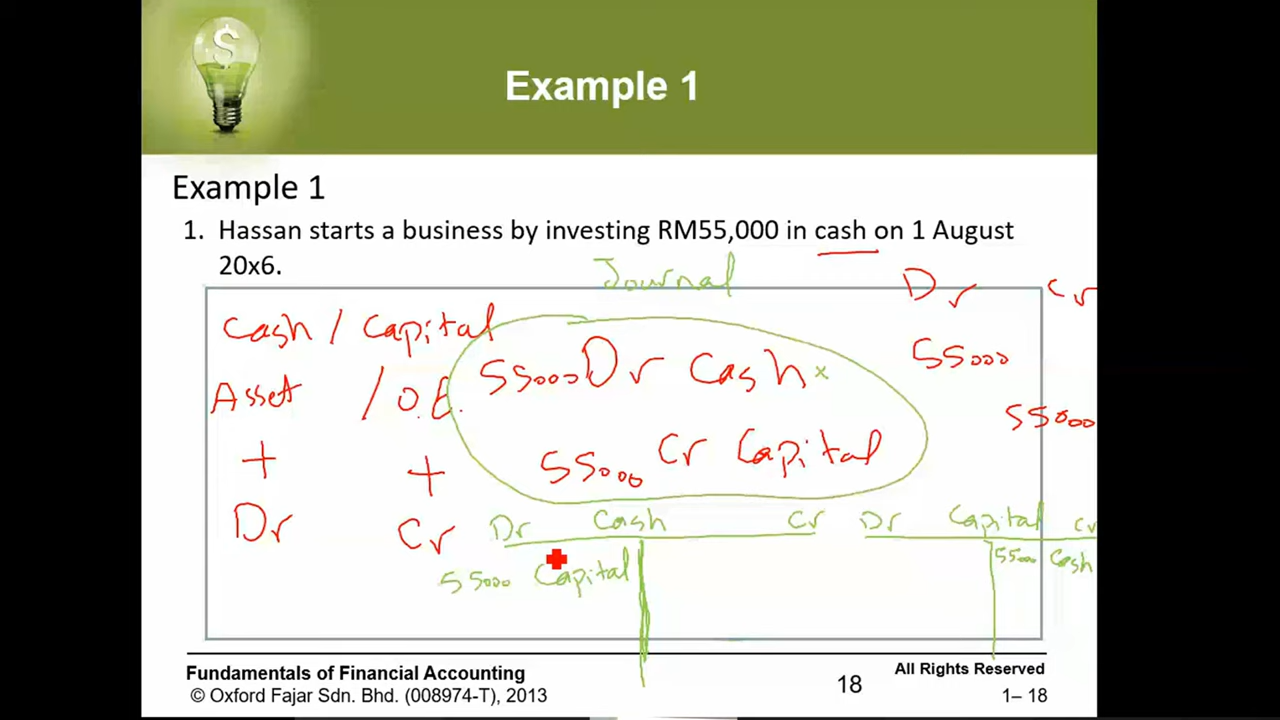 $
Example 1
Example 1
1. Hassan starts a business by investing RM55,000 in cash on 1 August
20x6.
Journal
Dr Cr
Cash / Capital
55000 Dr Cash x
55000
Asset / O.E.
55000
55000 Cr Capital
+ +
Dr Cr
Dr Cash Cr
Dr Capital Cr
55000 Capital
55000 Cash
Fundamentals of Financial Accounting
© Oxford Fajar Sdn. Bhd. (008974-T), 2013
18
All Rights Reserved
1– 18